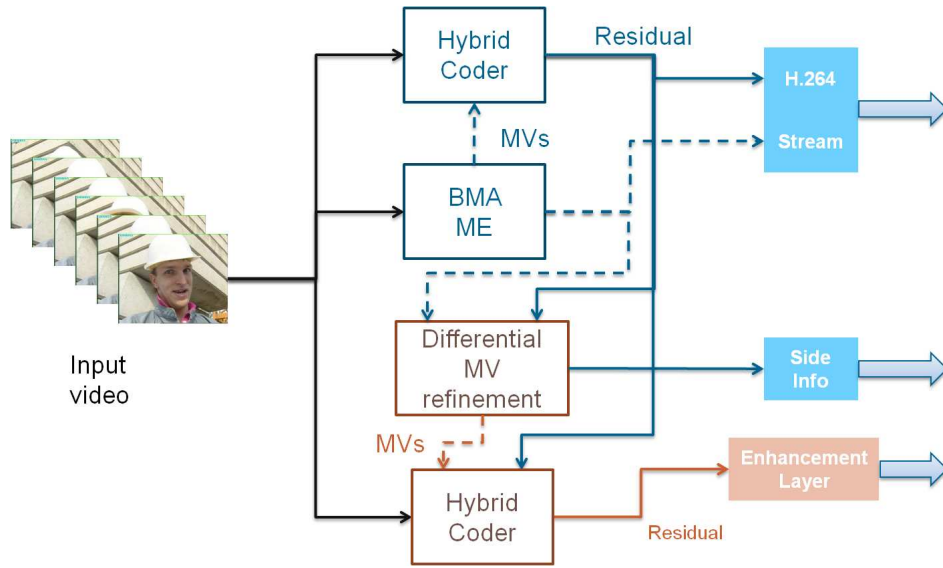 Hybrid
Coder
Residual
H.264
MVs
Stream
BMA
ME
Input
video
Differential
MV
refinement
Side
Info
MVs
Enhancement
Layer
Hybrid
Coder
Residual